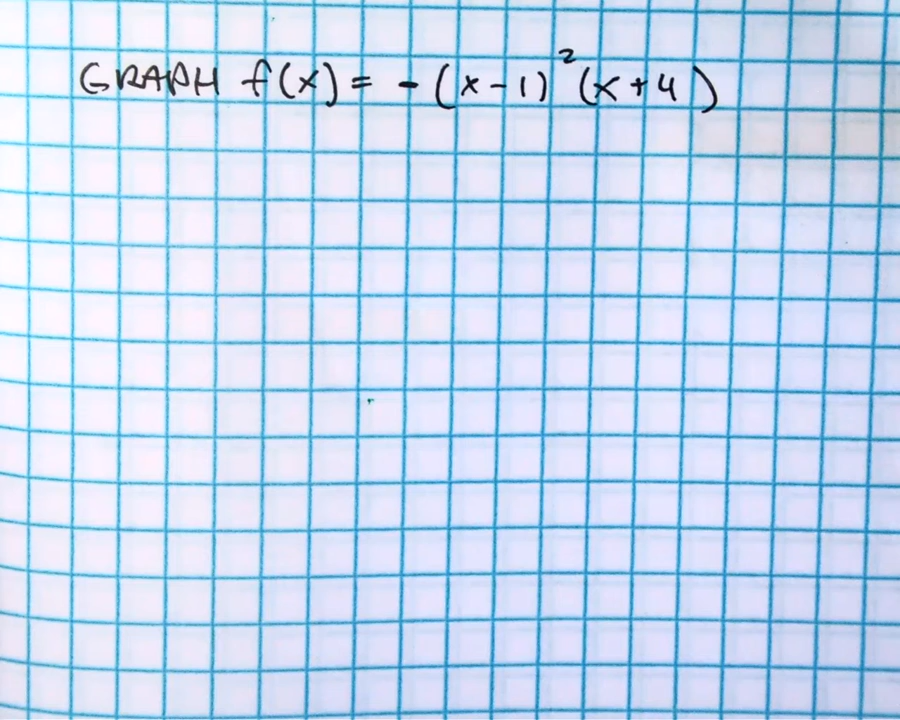 GRAPH f(x) = -(x-1)²(x+4)